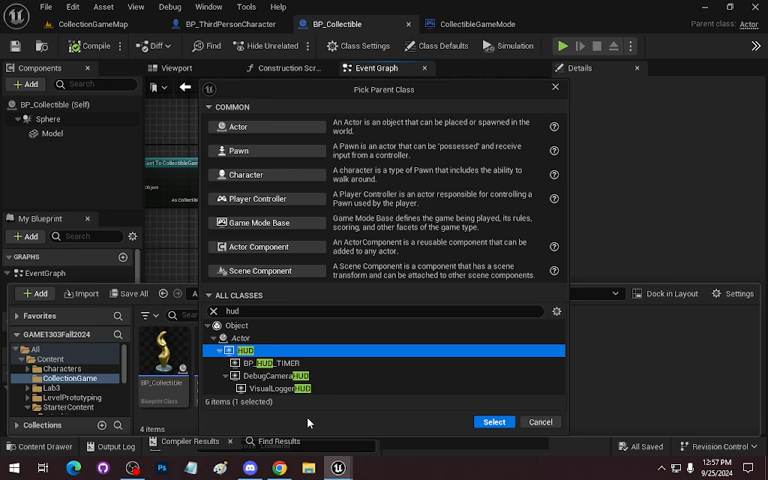 File Edit Asset View Debug Window Tools Help
CollectionGameMap BP_ThirdPersonCharacter BP_Collectible CollectibleGameMode Parent class: Actor
Compile Diff Find Hide Unrelated Class Settings Class Defaults Simulation
Components Viewport Construction Scr... Event Graph Details
+ Add Search
BP_Collectible (Self)
Sphere
Model
My Blueprint
+ Add Search
GRAPHS
EventGraph
Pick Parent Class
COMMON
Actor An Actor is an object that can be placed or spawned in the world.
Pawn A Pawn is an actor that can be 'possessed' and receive input from a controller.
Character A character is a type of Pawn that includes the ability to walk around.
Player Controller A Player Controller is an actor responsible for controlling a Pawn used by the player.
Game Mode Base Game Mode Base defines the game being played, its rules, scoring, and other facets of the game type.
Actor Component An ActorComponent is a reusable component that can be added to any actor.
Scene Component A Scene Component is a component that has a scene transform and can be attached to other scene components.
ALL CLASSES
hud
Object
Actor
HUD
BP_HUD_TIMER
DebugCameraHUD
VisualLoggerHUD
6 items (1 selected)
Select Cancel
+ Add Import Save All Dock in Layout Settings
Favorites
GAME1303Fall2024
All
Content
Characters
CollectionGame
Lab3
LevelPrototyping
StarterContent
Collections
BP_Collectible
Blueprint Class
4 items
Content Drawer Output Log Compiler Results Find Results All Saved Revision Control
12:57 PM
9/25/2024